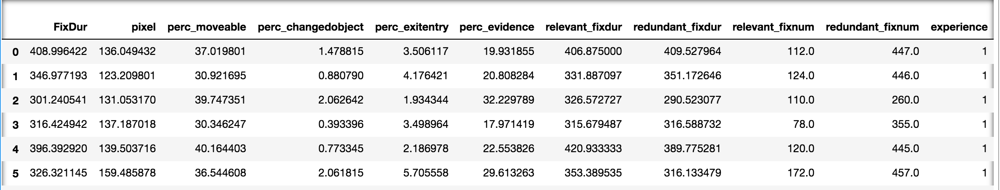 FixDur pixel perc_moveable perc_changedobject perc_exitentry perc_evidence relevant_fixdur redundant_fixdur relevant_fixnum redundant_fixnum experience
0 408.996422 136.049432 37.019801 1.478815 3.506117 19.931855 406.875000 409.527964 112.0 447.0 1
1 346.977193 123.209801 30.921695 0.880790 4.176421 20.808284 331.887097 351.172646 124.0 446.0 1
2 301.240541 131.053170 39.747351 2.062642 1.934344 32.229789 326.572727 290.523077 110.0 260.0 1
3 316.424942 137.187018 30.346247 0.393396 3.498964 17.971419 315.679487 316.588732 78.0 355.0 1
4 396.392920 139.503716 40.164403 0.773345 2.186978 22.553826 420.933333 389.775281 120.0 445.0 1
5 326.321145 159.485878 36.544608 2.061815 5.705558 29.613263 353.389535 316.133479 172.0 457.0 1